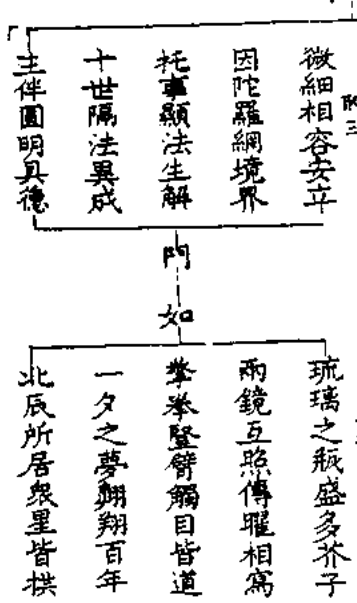 微細相容安立
因陀羅網境界
托事顯法生解
十世隔法異成
主伴圓明具德
門
如
琉璃之瓶盛多芥子
兩鏡互照傳曜相寫
擎拳豎臂觸目皆道
一夕之夢翱翔百年
北辰所居眾星皆拱